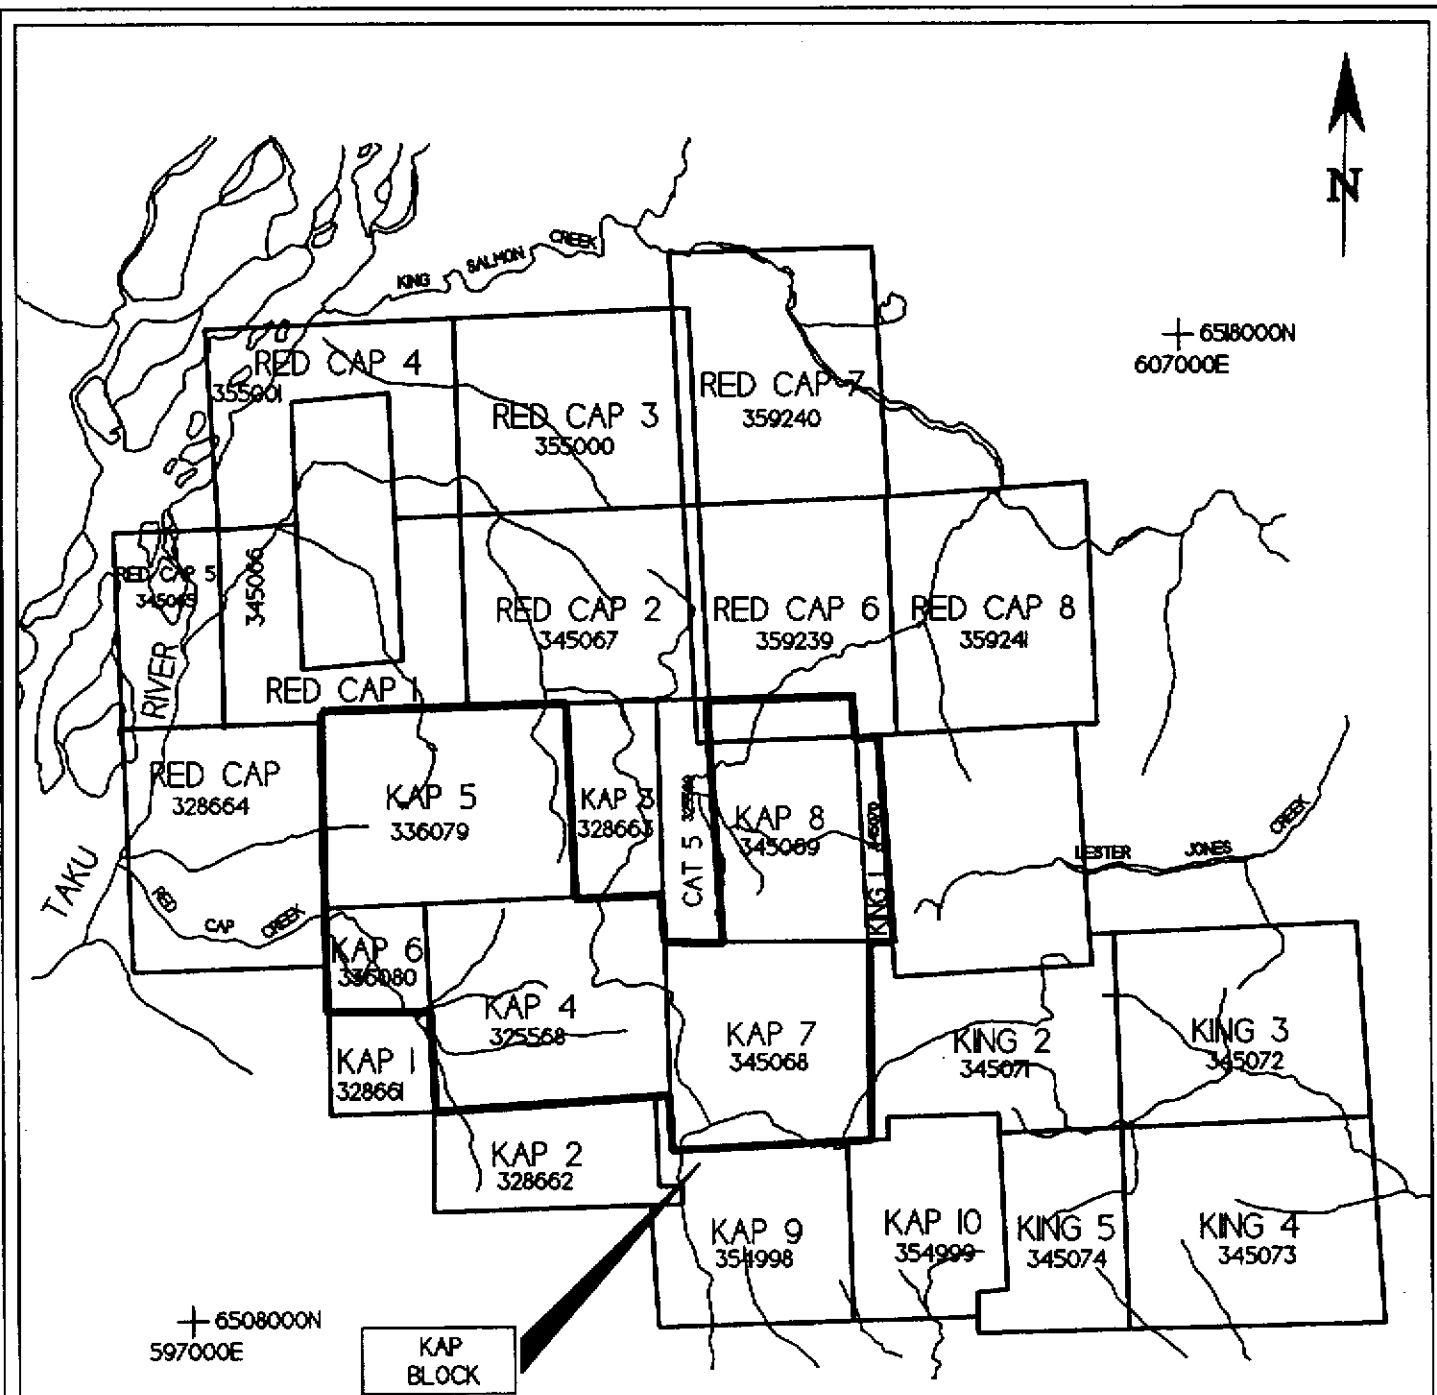 N
KING SALMON CREEK
6518000N
607000E
RED CAP 4
355001
RED CAP 3
355000
RED CAP 7
359240
RED CAP 5
345065
345066
RED CAP 1
RED CAP 2
345067
RED CAP 6
359239
RED CAP 8
359241
TAKU RIVER
RED CAP
328664
KAP 5
336079
KAP 3
328663
CAT 5
KAP 8
345069
KING 1
345070
LESTER JONES CREEK
RED CAP CREEK
KAP 6
336080
KAP 4
325568
KAP 7
345068
KING 2
345071
KING 3
345072
KAP 1
328661
KAP 2
328662
KAP 9
354998
KAP 10
354999
KING 5
345074
KING 4
345073
6508000N
597000E
KAP
BLOCK